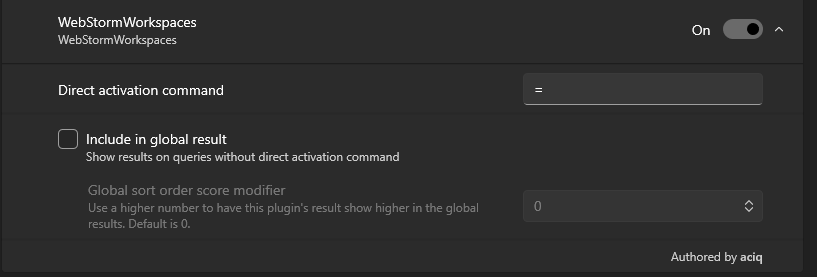 WebStormWorkspaces
WebStormWorkspaces
On
Direct activation command
=
Include in global result
Show results on queries without direct activation command
Global sort order score modifier
Use a higher number to have this plugin's result show higher in the global
results. Default is 0.
0
Authored by aciq